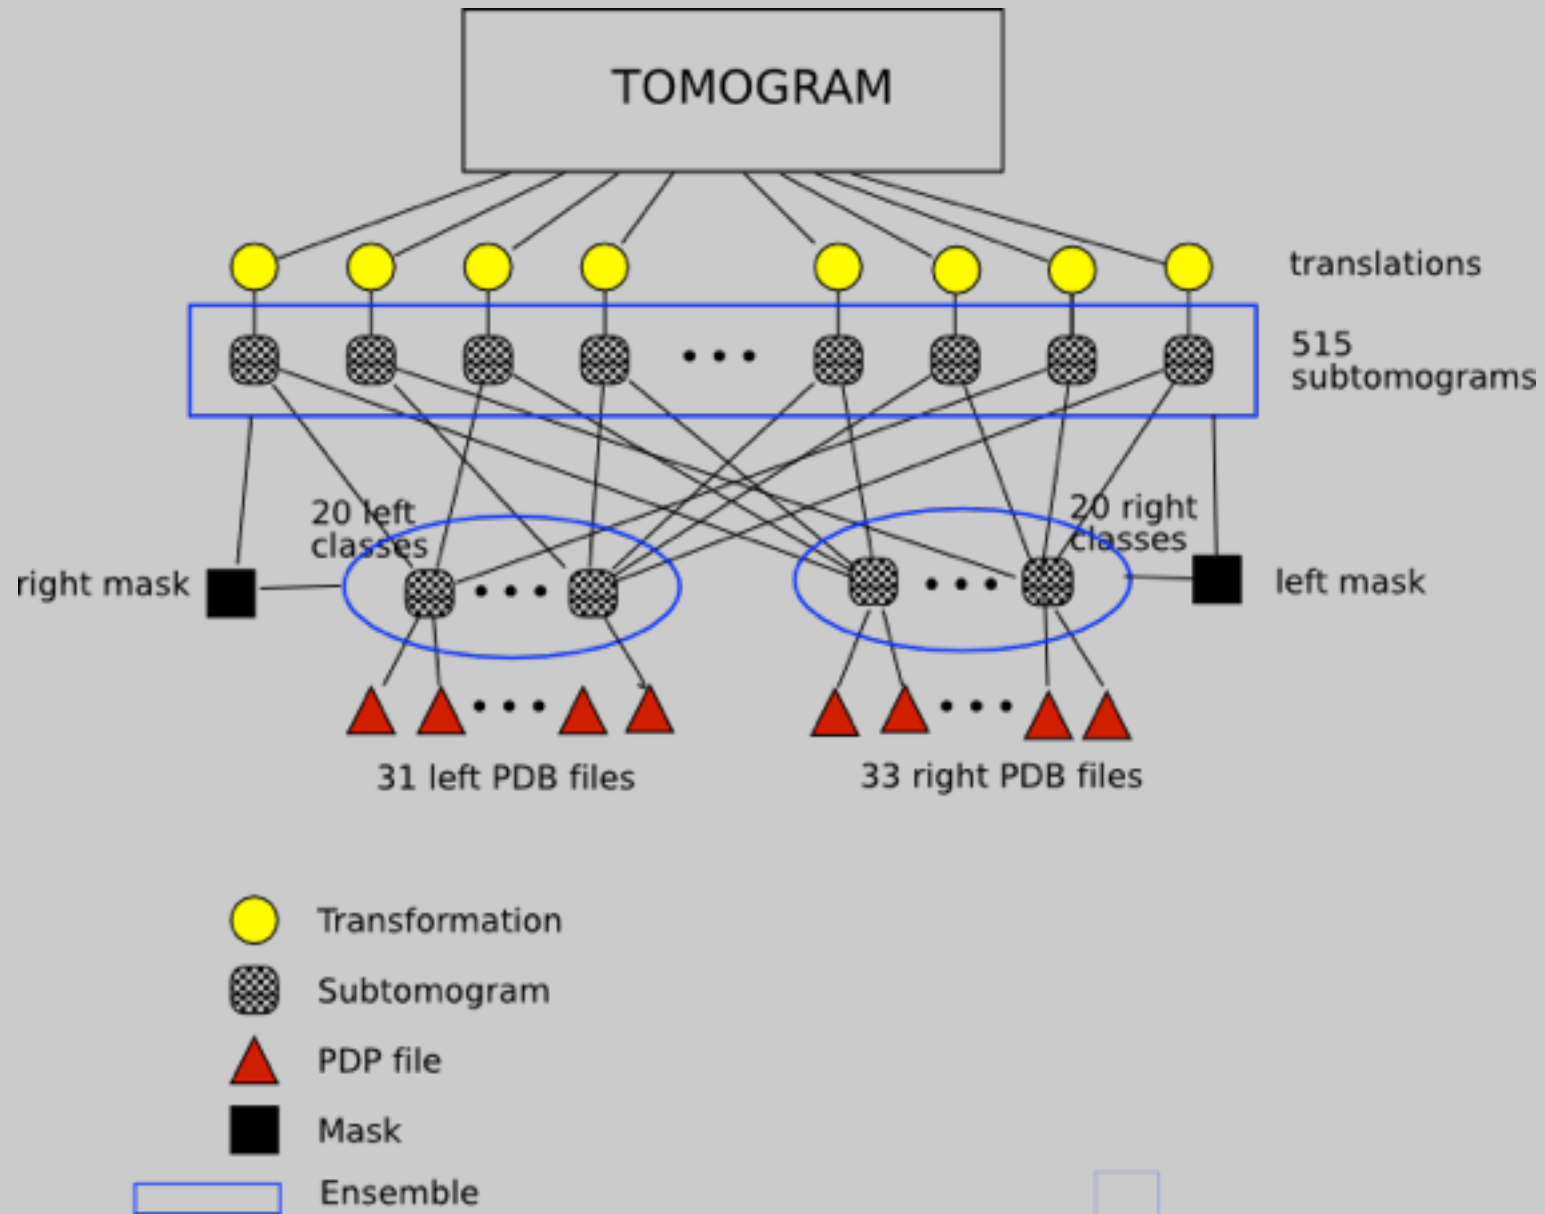 TOMOGRAM
translations
515
subtomograms
20 left
classes
20 right
classes
right mask
left mask
31 left PDB files
33 right PDB files
Transformation
Subtomogram
PDP file
Mask
Ensemble